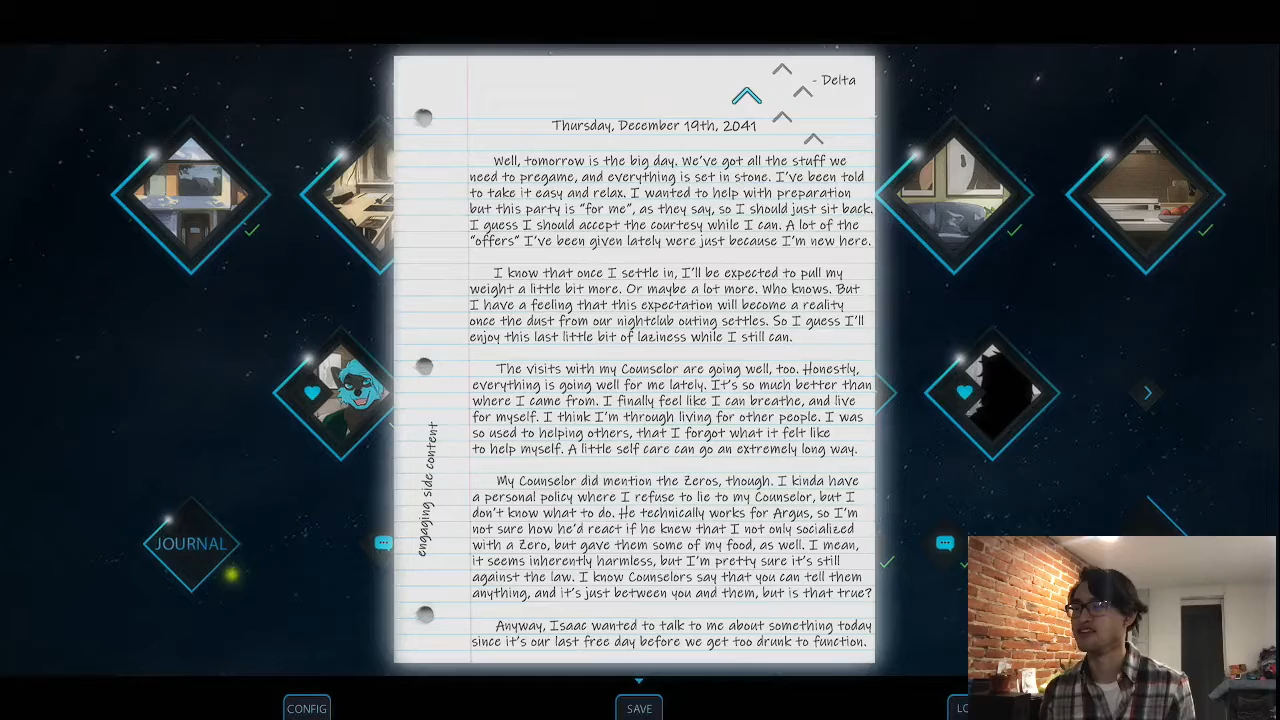 - Delta
Thursday, December 19th, 2041
Well, tomorrow is the big day. We've got all the stuff we
need to pregame, and everything is set in stone. I've been told
to take it easy and relax. I wanted to help with preparation
but this party is "for me", as they say, so I should just sit back.
I guess I should accept the courtesy while I can. A lot of the
"offers" I've been given lately were just because I'm new here.
I know that once I settle in, I'll be expected to pull my
weight a little bit more. Or maybe a lot more. Who knows. But
I have a feeling that this expectation will become a reality
once the dust from our nightclub outing settles. So I guess I'll
enjoy this last little bit of laziness while I still can.
The visits with my Counselor are going well, too. Honestly,
everything is going well for me lately. It's so much better than
where I came from. I finally feel like I can breathe, and live
for myself. I think I'm through living for other people. I was
so used to helping others, that I forgot what it felt like
to help myself. A little self care can go an extremely long way.
My Counselor did mention the Zeros, though. I kinda have
a personal policy where I refuse to lie to my Counselor, but I
don't know what to do. He technically works for Argus, so I'm
not sure how he'd react if he knew that I not only socialized
with a Zero, but gave them some of my food, as well. I mean,
it seems inherently harmless, but I'm pretty sure it's still
against the law. I know Counselors say that you can tell them
anything, and it's just between you and them, but is that true?
Anyway, Isaac wanted to talk to me about something today
since it's our last free day before we get too drunk to function.
engaging side content
JOURNAL
CONFIG
SAVE
LO